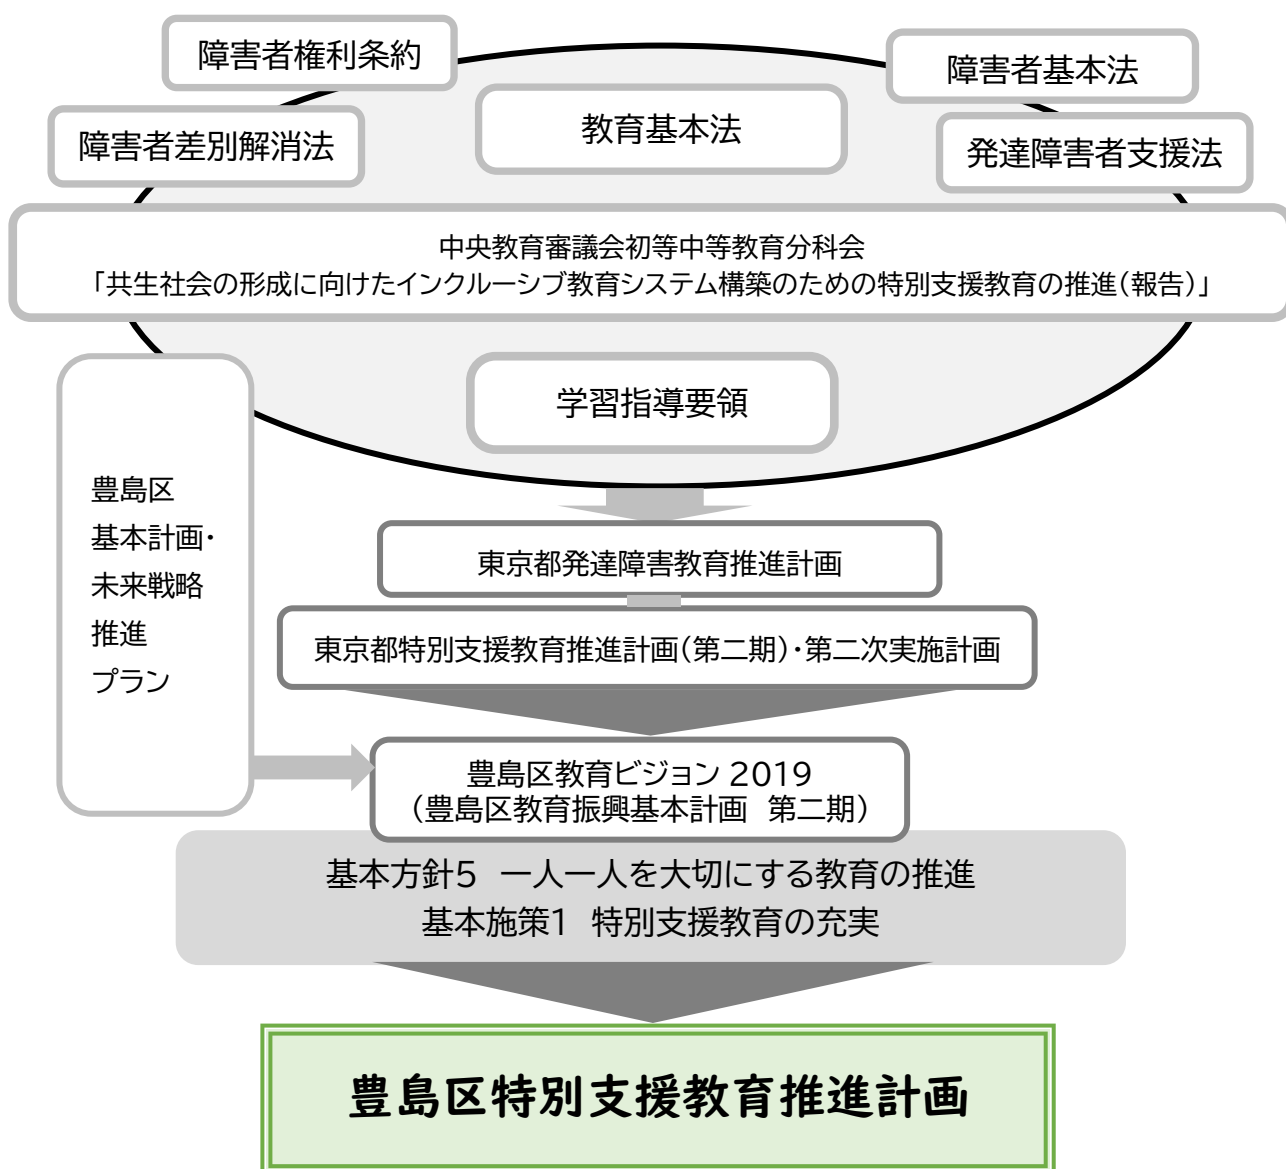 障害者権利条約
障害者基本法
教育基本法
障害者差別解消法
発達障害者支援法
中央教育審議会初等中等教育分科会
「共生社会の形成に向けたインクルーシブ教育システム構築のための特別支援教育の推進(報告)」
学習指導要領
豊島区
基本計画・
未来戦略
推進
プラン
東京都発達障害教育推進計画
東京都特別支援教育推進計画(第二期)・第二次実施計画
豊島区教育ビジョン 2019
(豊島区教育振興基本計画 第二期)
基本方針5 一人一人を大切にする教育の推進
基本施策1 特別支援教育の充実
豊島区特別支援教育推進計画